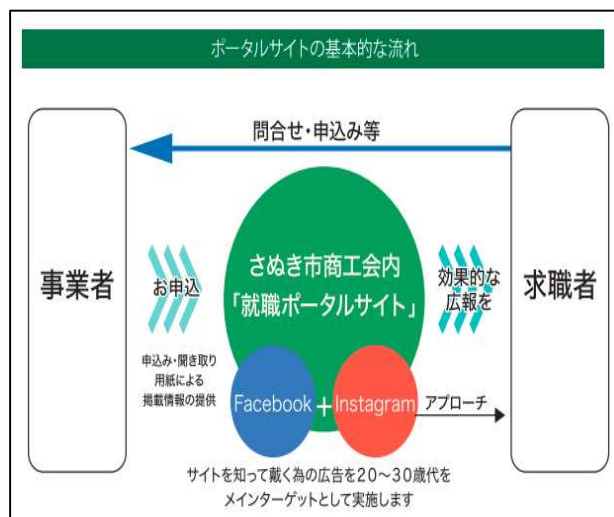 ポータルサイトの基本的な流れ
問合せ・申込み等
事業者
お申込
申込み・聞き取り
用紙による
掲載情報の提供
さぬき市商工会内
「就職ポータルサイト」
Facebook+Instagram
効果的な
広報を
アプローチ
求職者
サイトを知って戴く為の広告を20〜30歳代を
メインターゲットとして実施します